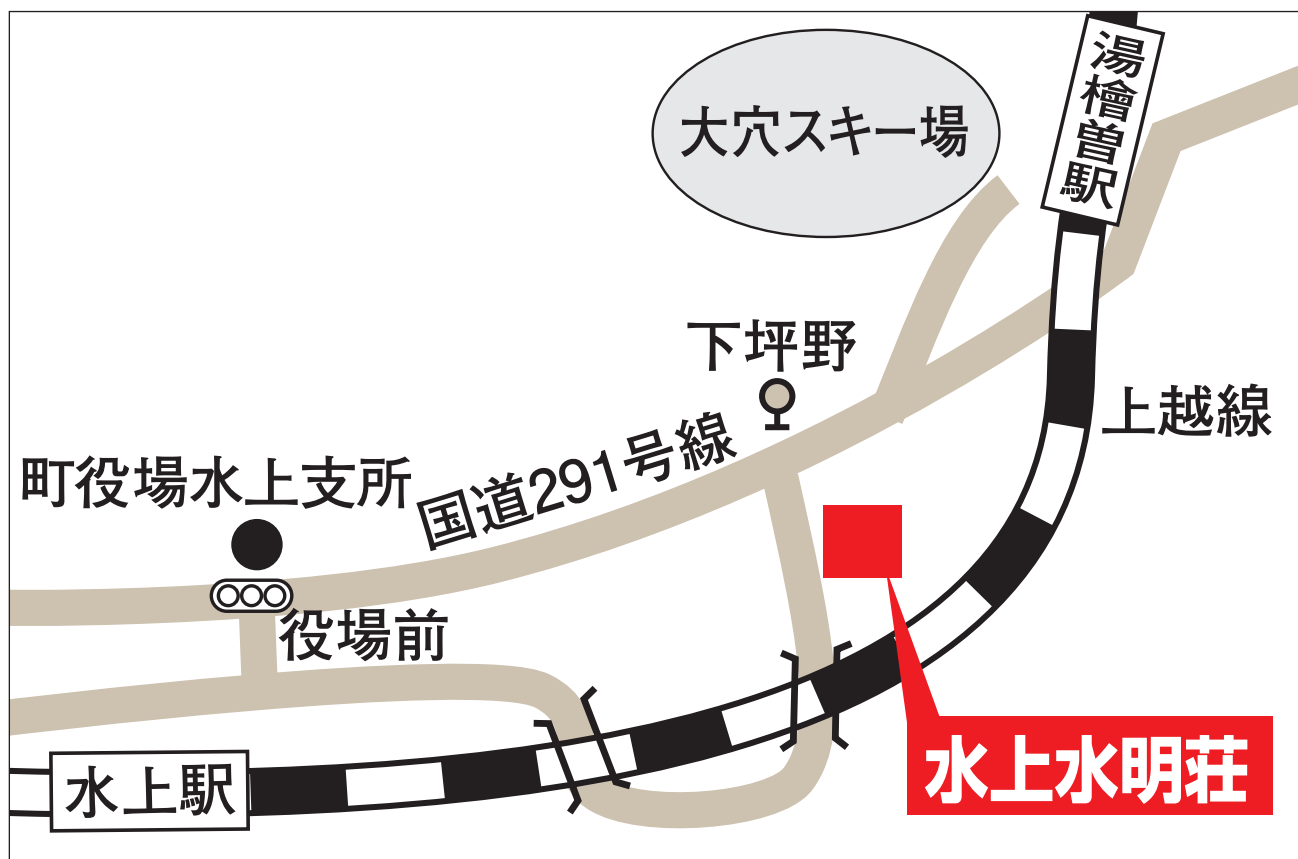 湯檜曽駅
大穴スキー場
下坪野
上越線
国道291号線
町役場水上支所
役場前
水上駅
水上水明荘